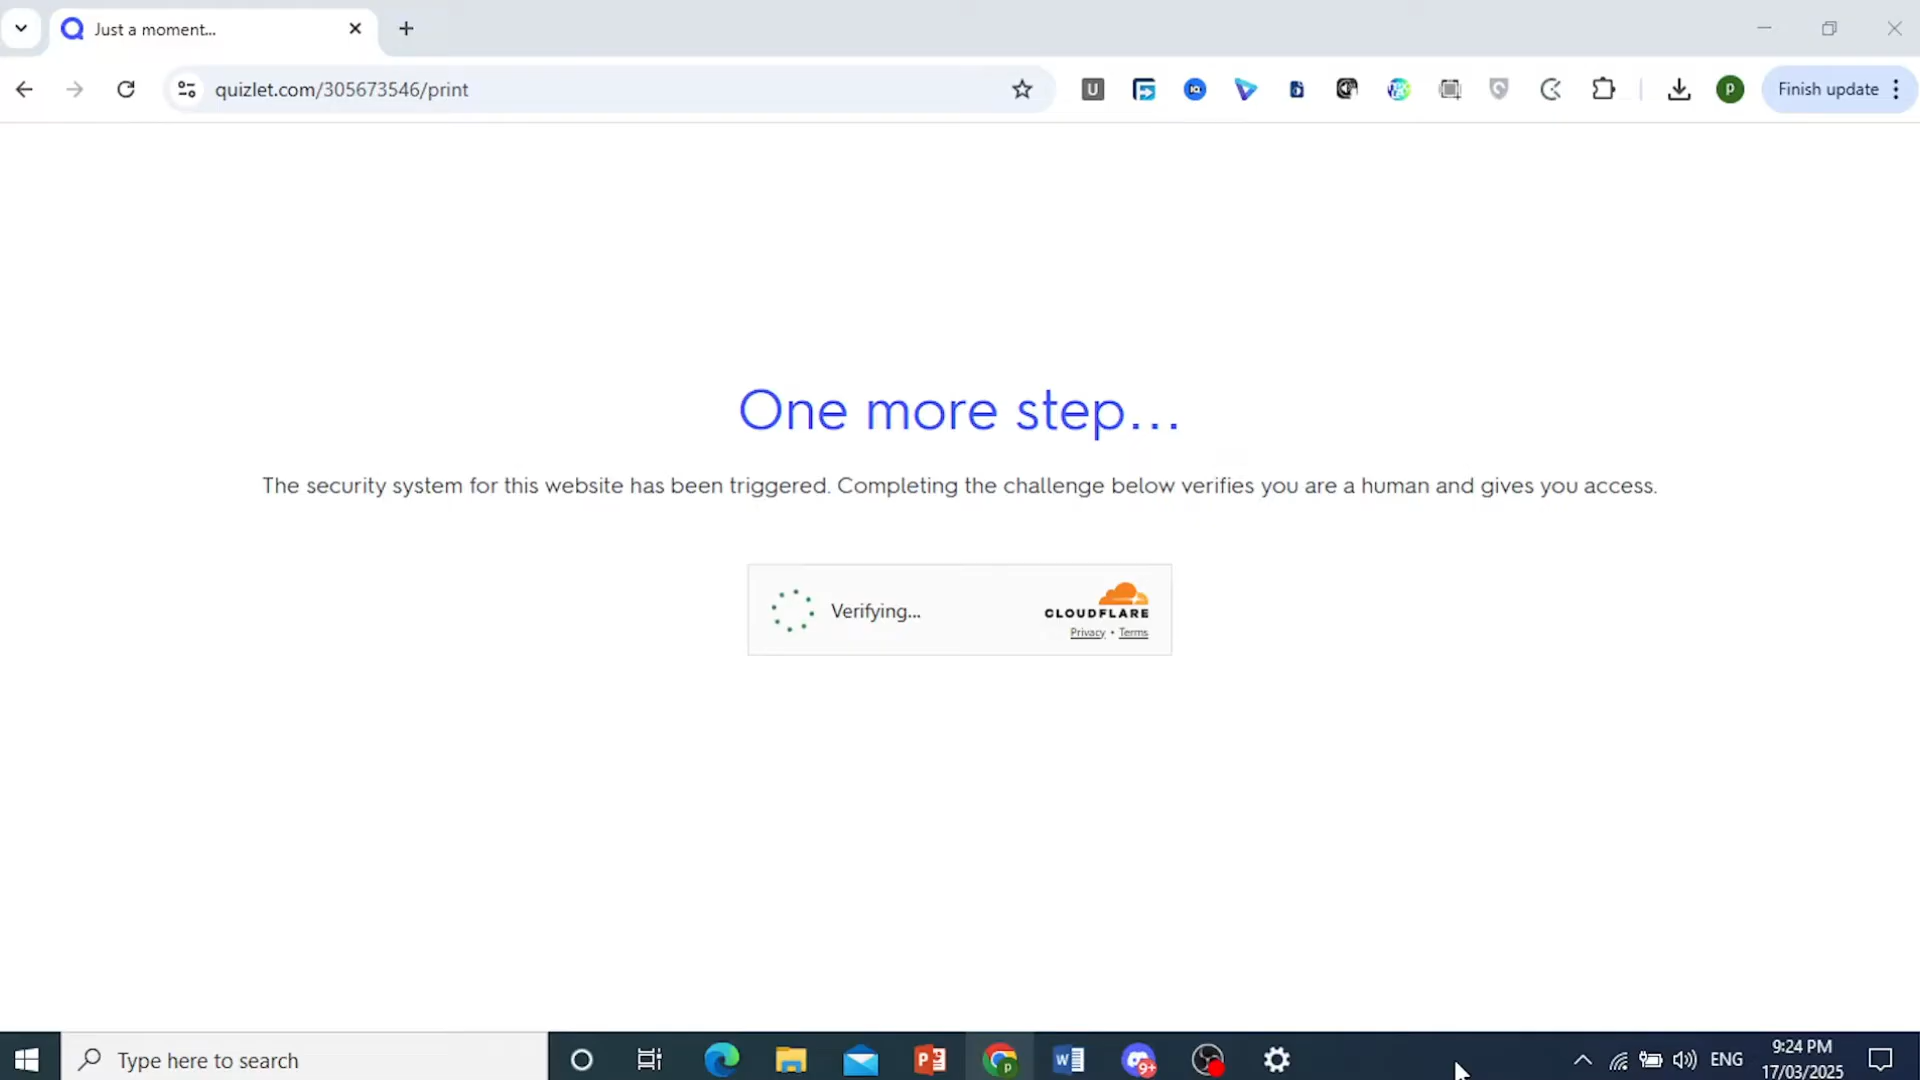 Just a moment...
quizlet.com/305673546/print
U
IQ
P
Finish update
One more step...
The security system for this website has been triggered. Completing the challenge below verifies you are a human and gives you access.
Verifying...
CLOUDFLARE
Privacy • Terms
Type here to search
P
p
W
9+
ENG
9:24 PM
17/03/2025